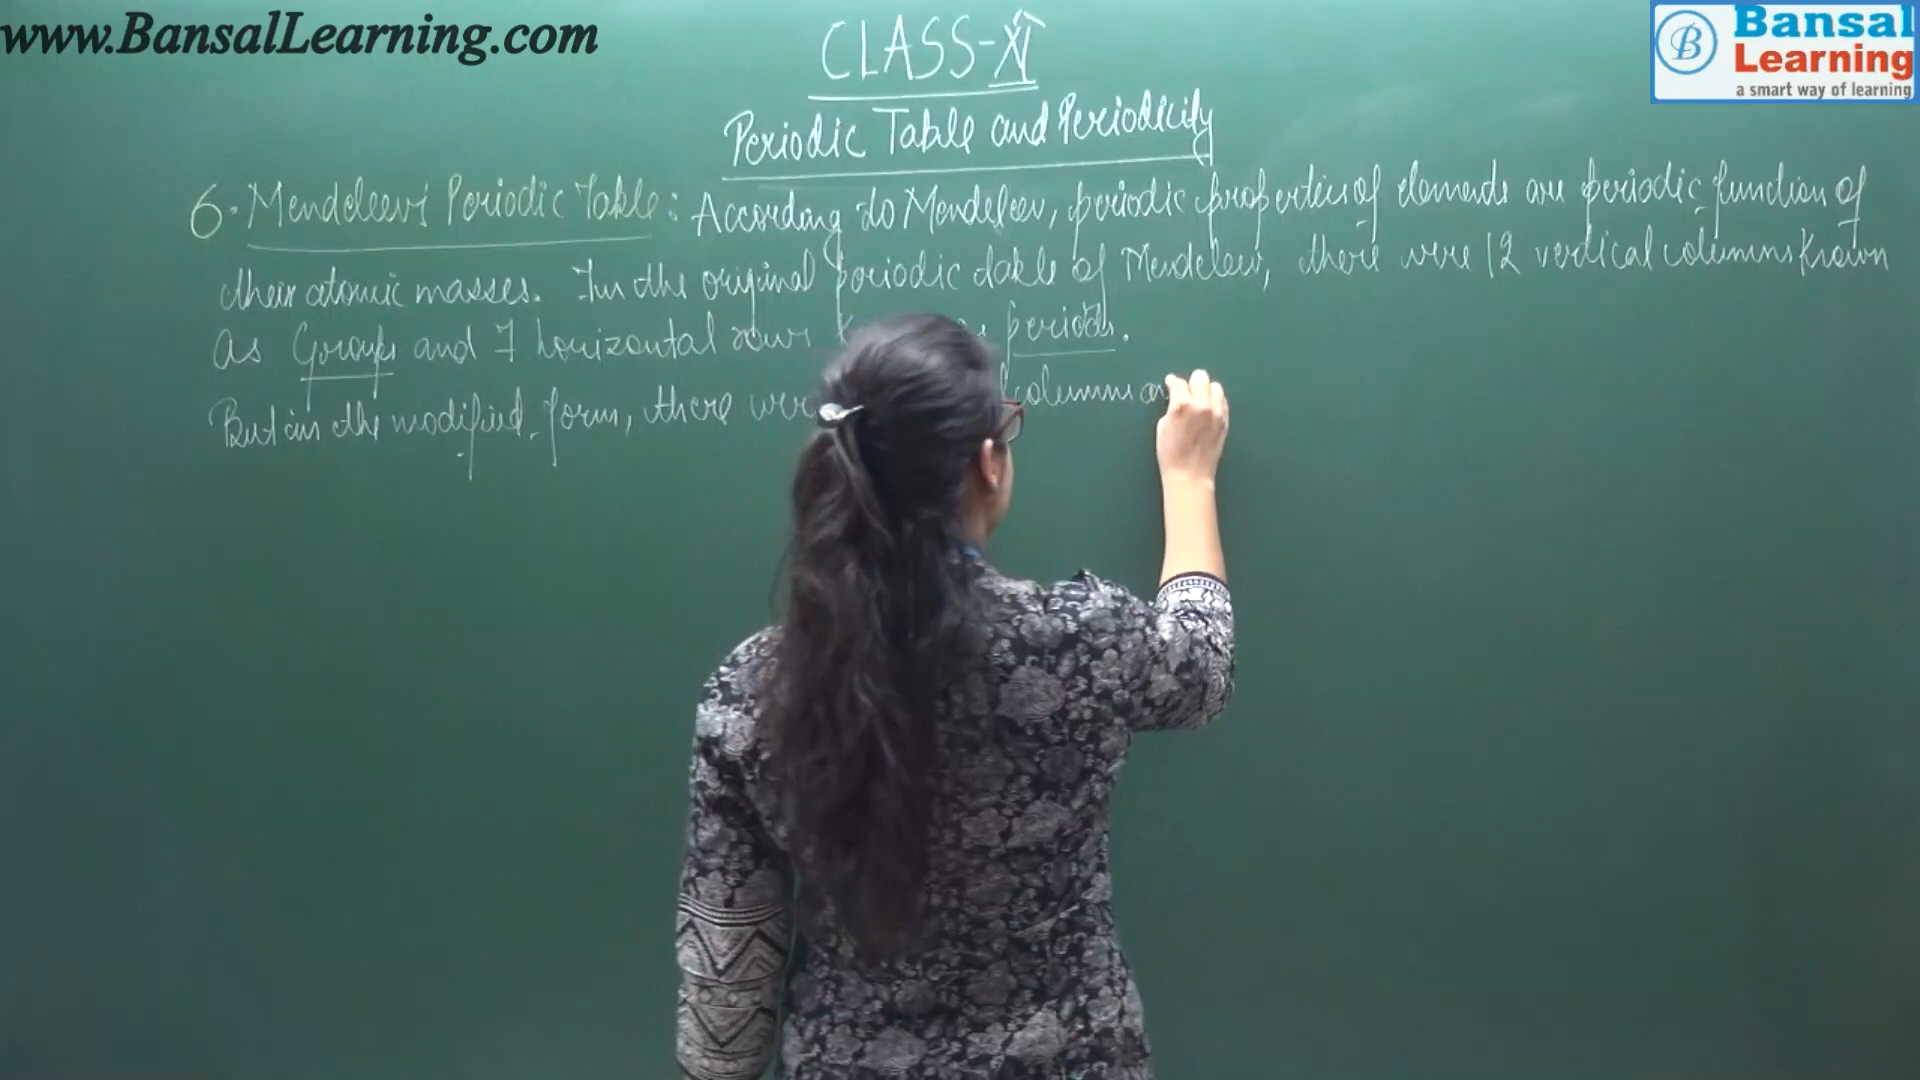 www.BansalLearning.com
Bansal
Learning
a smart way of learning
CLASS-XI
Periodic Table and Periodicity
6. Mendeleev's Periodic Table: According to Mendeleev, periodic properties of elements are periodic function of
their atomic masses. In the original periodic table of Mendeleev, there were 12 vertical columns known
as Groups and 7 horizontal rows periods.
But in the modified form, there were columns